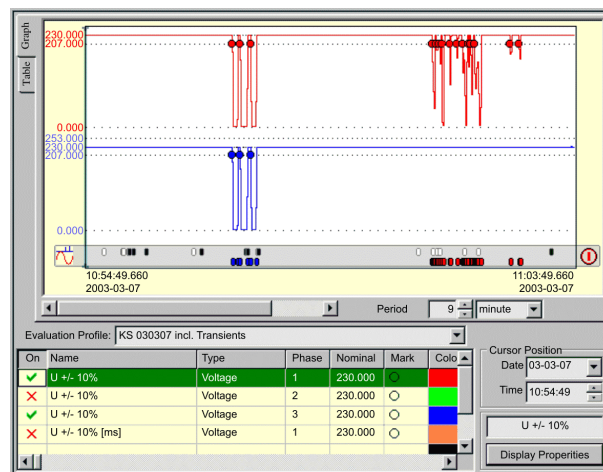 Graph
Table
230.000
207.000
0.000
253.000
230.000
207.000
0.000
10:54:49.660
2003-03-07
11:03:49.660
2003-03-07
Period 9 minute
Evaluation Profile: KS 030307 incl. Transients
On Name Type Phase Nominal Mark Colo
U +/- 10% Voltage 1 230.000
U +/- 10% Voltage 2 230.000
U +/- 10% Voltage 3 230.000
U +/- 10% [ms] Voltage 1 230.000
Cursor Position
Date 03-03-07
Time 10:54:49
U +/- 10%
Display Properities